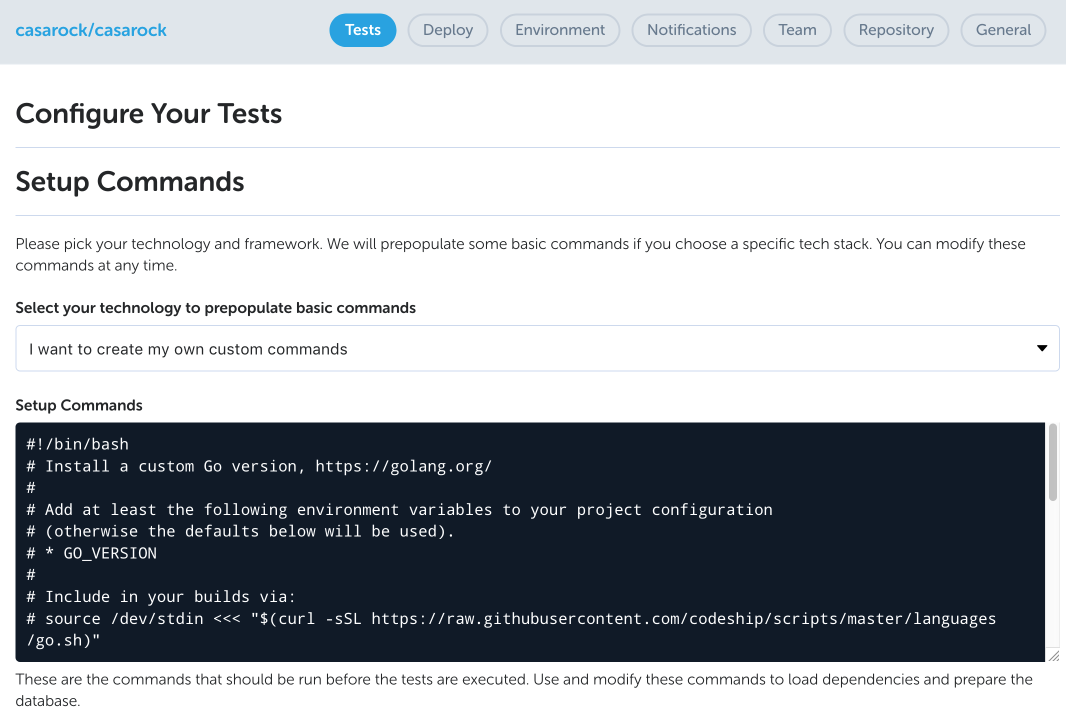 casarock/casarock
Tests
Deploy
Environment
Notifications
Team
Repository
General
Configure Your Tests
Setup Commands
Please pick your technology and framework. We will prepopulate some basic commands if you choose a specific tech stack. You can modify these
commands at any time.
Select your technology to prepopulate basic commands
I want to create my own custom commands
Setup Commands
#!/bin/bash
# Install a custom Go version, https://golang.org/
#
# Add at least the following environment variables to your project configuration
# (otherwise the defaults below will be used).
# * GO_VERSION
#
# Include in your builds via:
# source /dev/stdin <<< "$(curl -sSL https://raw.githubusercontent.com/codeship/scripts/master/languages
/go.sh)"
These are the commands that should be run before the tests are executed. Use and modify these commands to load dependencies and prepare the
database.